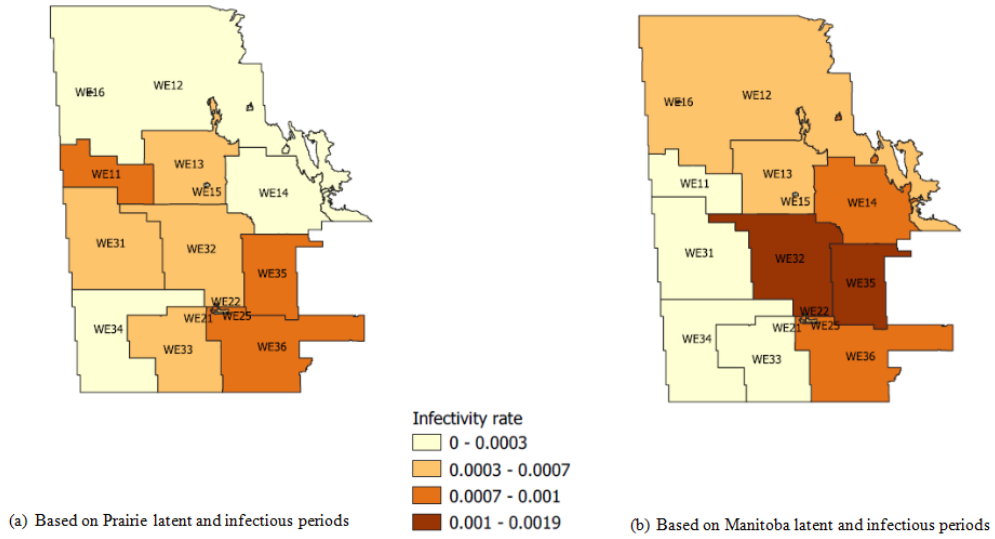 WE16
WE12
WE11
WE13
WE15
WE14
WE31
WE32
WE35
WE22
WE21
WE25
WE34
WE33
WE36
WE16
WE12
WE11
WE13
WE15
WE14
WE31
WE32
WE35
WE22
WE21
WE25
WE34
WE33
WE36
Infectivity rate
0 - 0.0003
0.0003 - 0.0007
0.0007 - 0.001
0.001 - 0.0019
(a) Based on Prairie latent and infectious periods
(b) Based on Manitoba latent and infectious periods